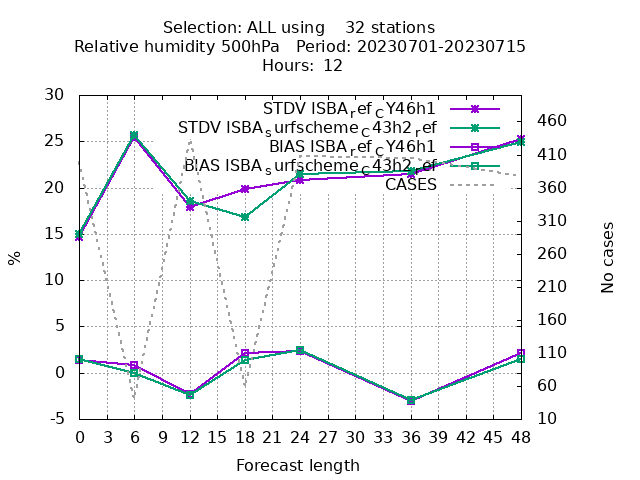 Selection: ALL using    32 stations
Relative humidity 500hPa   Period: 20230701-20230715
Hours:  12
STDV ISBA_ref_CY46h1
STDV ISBA_surfscheme_C43h2_ref
BIAS ISBA_ref_CY46h1
BIAS ISBA_surfscheme_C43h2_ref
CASES
30
25
20
15
10
5
0
-5
%
460
410
360
310
260
210
160
110
60
10
No cases
0 3 6 9 12 15 18 21 24 27 30 33 36 39 42 45 48
Forecast length